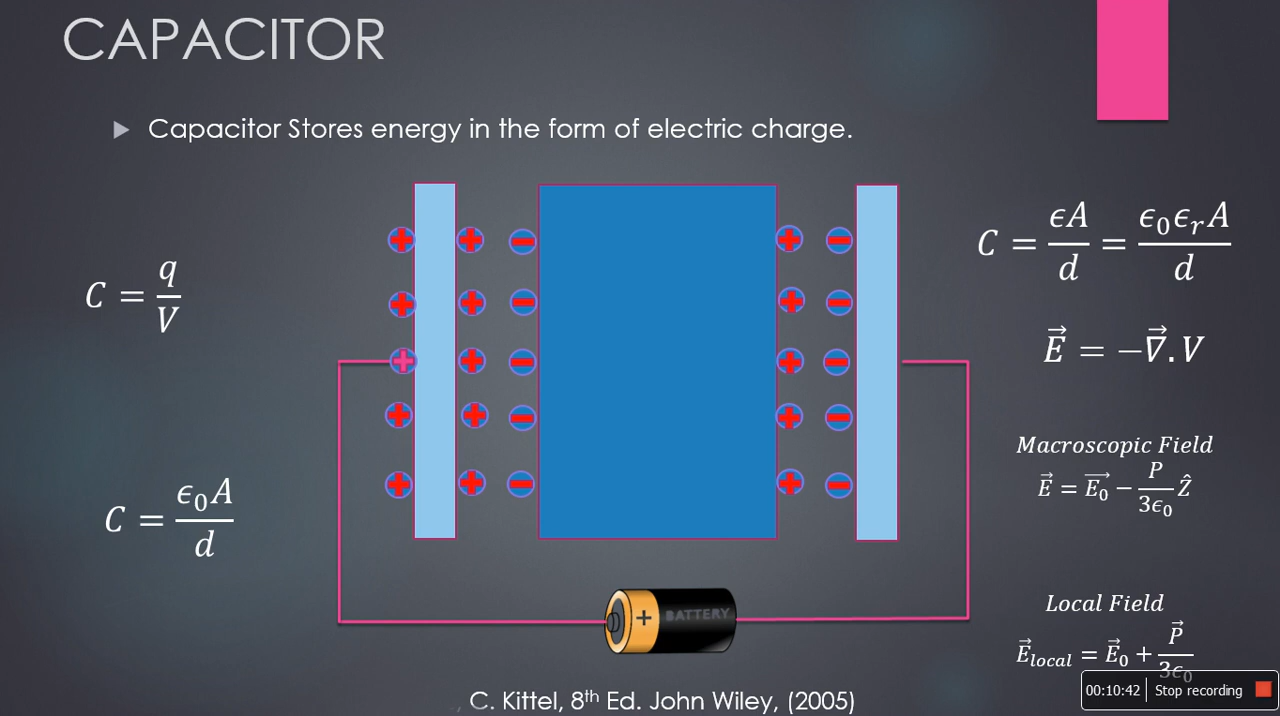 CAPACITOR
▶ Capacitor Stores energy in the form of electric charge.
C = q/V
C = ϵ₀A/d
C = ϵA/d = ϵ₀ϵᵣA/d
E⃗ = −∇⃗.V
Macroscopic Field
E⃗ = E₀⃗ − P/3ϵ₀ Ẑ
Local Field
E⃗local = E⃗₀ + P⃗/3ϵ₀
+ BATTERY
, C. Kittel, 8th Ed. John Wiley, (2005)
00:10:42 Stop recording